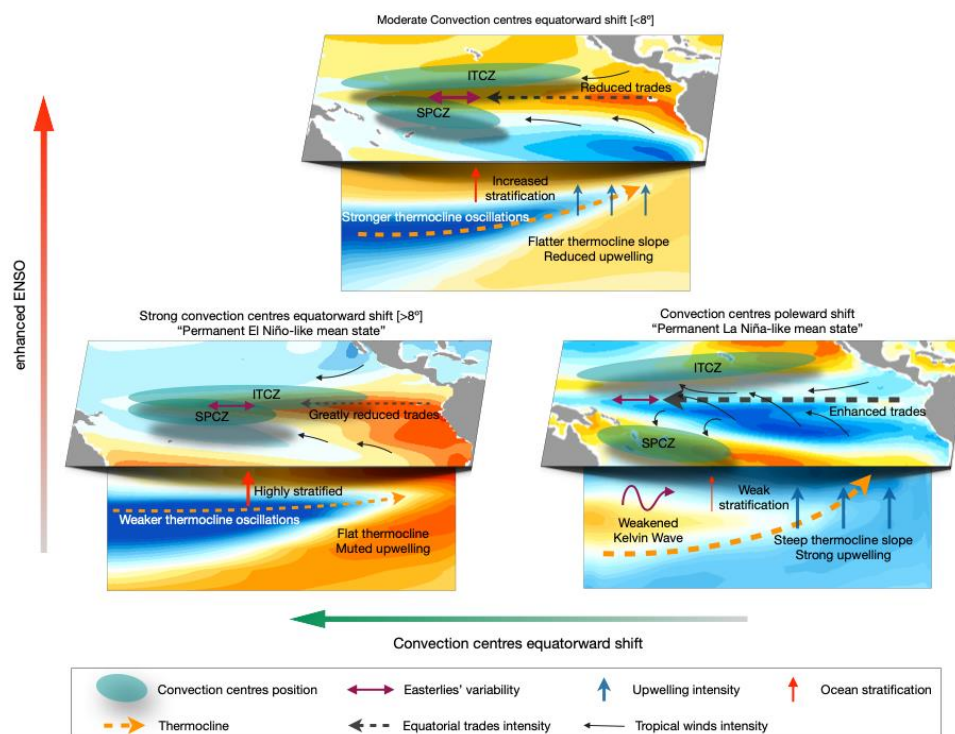 Moderate Convection centres equatorward shift [<8º]
ITCZ
Reduced trades
SPCZ
Increased
stratification
Stronger thermocline oscillations
Flatter thermocline slope
Reduced upwelling
enhanced ENSO
Strong convection centres equatorward shift [>8º]
“Permanent El Niño-like mean state”
ITCZ
SPCZ
Greatly reduced trades
Highly stratified
Weaker thermocline oscillations
Flat thermocline
Muted upwelling
Convection centres poleward shift
“Permanent La Niña-like mean state”
ITCZ
Enhanced trades
SPCZ
Weak
stratification
Weakened
Kelvin Wave
Steep thermocline slope
Strong upwelling
Convection centres equatorward shift
Convection centres position
Easterlies’ variability
Upwelling intensity
Ocean stratification
Thermocline
Equatorial trades intensity
Tropical winds intensity